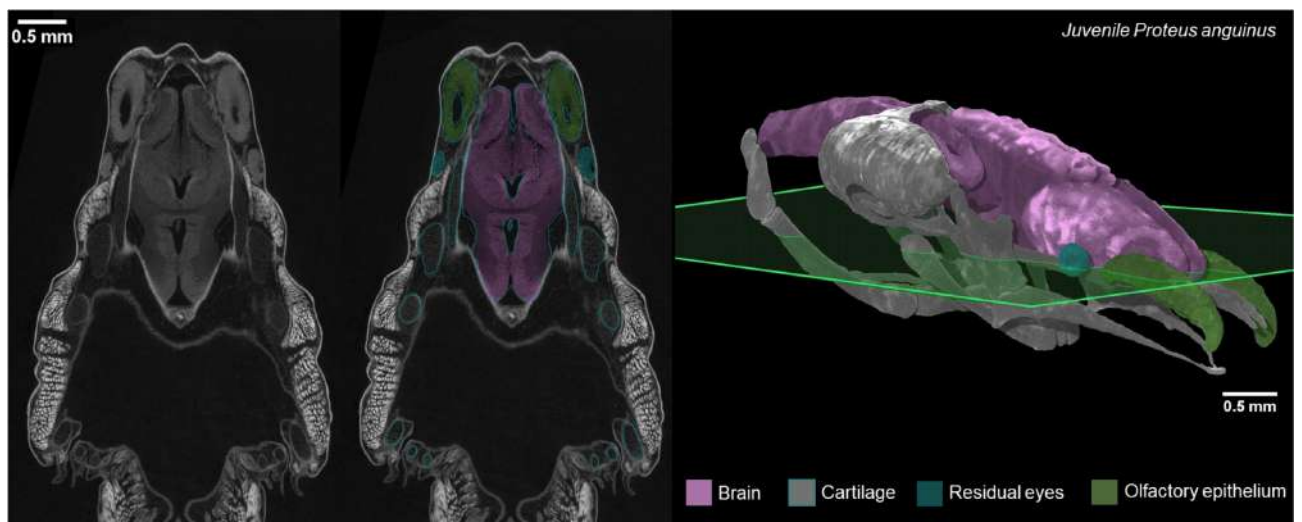 0.5 mm
Juvenile Proteus anguinus
0.5 mm
Brain
Cartilage
Residual eyes
Olfactory epithelium